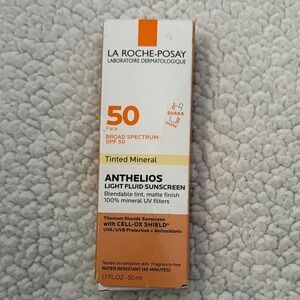 LA ROCHE-POSAY
LABORATOIRE DERMATOLOGIQUE
50
Face
BROAD SPECTRUM
SPF 50
SHAKA
SHAKE
Tinted Mineral
ANTHELIOS
LIGHT FLUID SUNSCREEN
Blendable tint, matte finish
100% mineral UV filters
Titanium Dioxide Sunscreen
with CELL-OX SHIELD®
UVA/UVB Protection + Antioxidants
Tested on sensitive skin. Fragrance-free
WATER RESISTANT (40 MINUTES)
1.7 FL.OZ - 50 ml